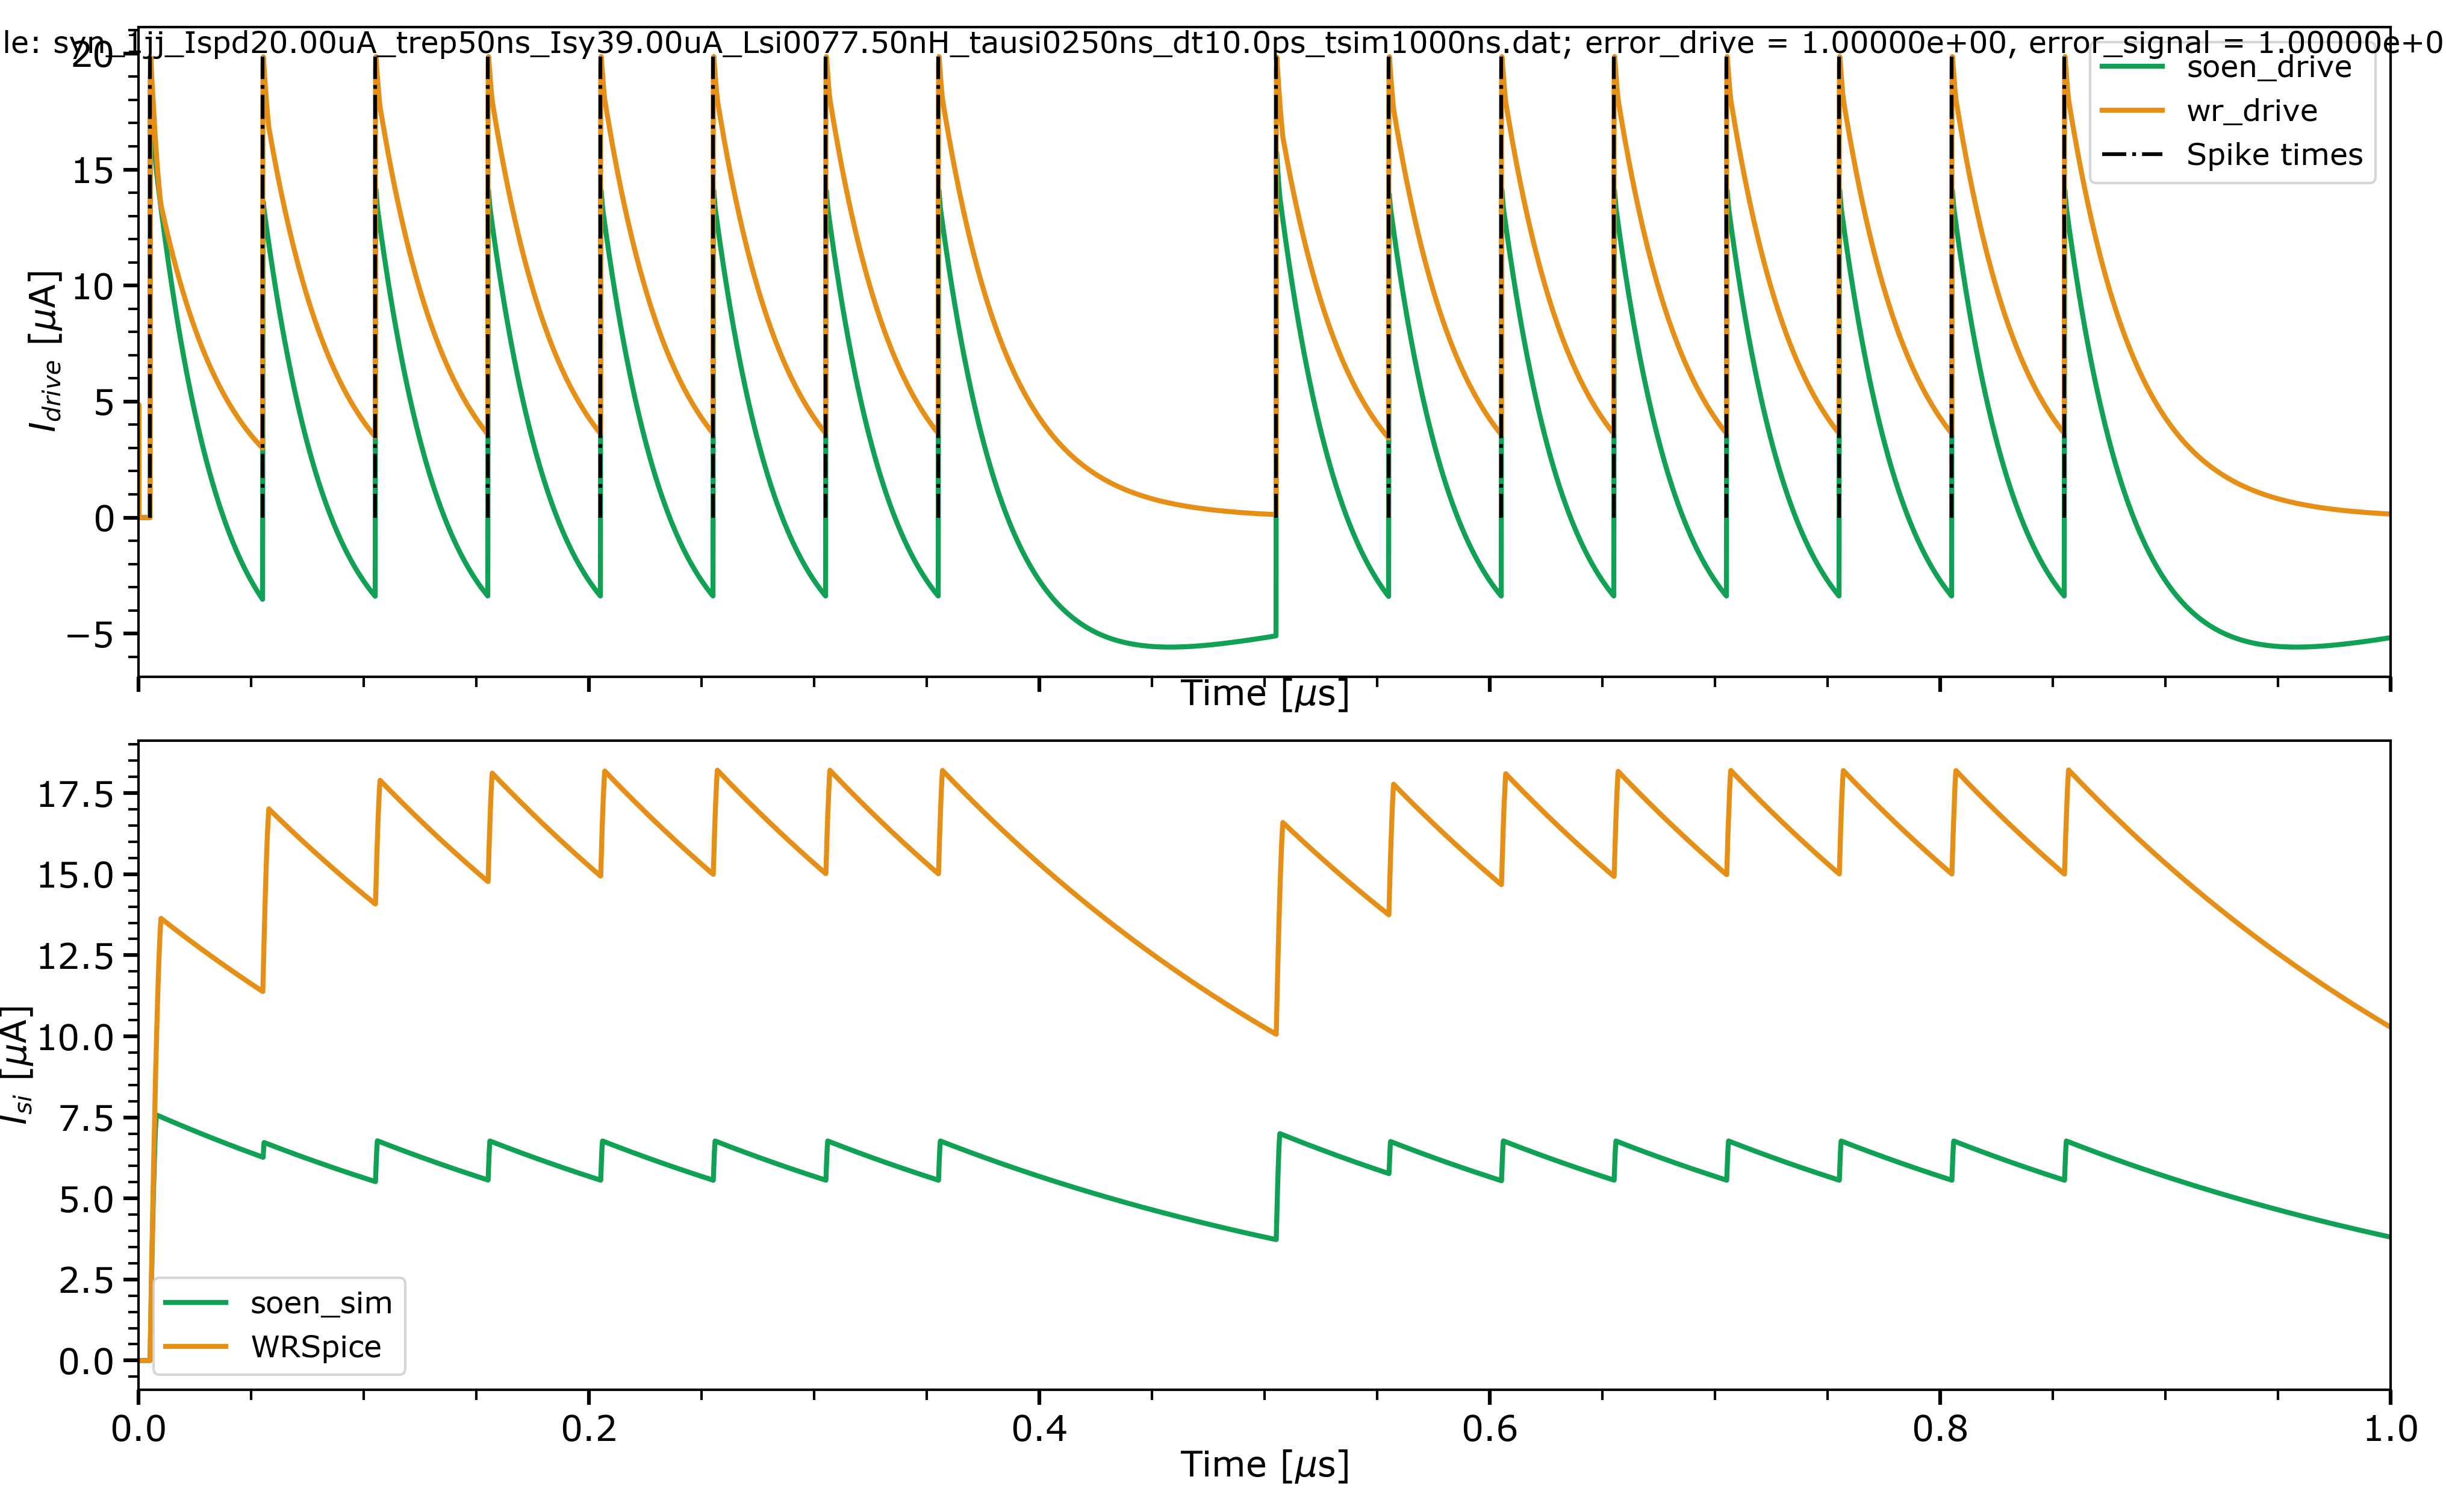 le: syn_1jj_Ispd20.00uA_trep50ns_Isy39.00uA_Lsi0077.50nH_tausi0250ns_dt10.0ps_tsim1000ns.dat; error_drive = 1.00000e+00, error_signal = 1.00000e+0
20
15
10
5
0
−5
I_drive [μA]
soen_drive
wr_drive
Spike times
Time [μs]
17.5
15.0
12.5
10.0
7.5
5.0
2.5
0.0
I_si [μA]
soen_sim
WRSpice
0.0 0.2 0.4 0.6 0.8 1.0
Time [μs]